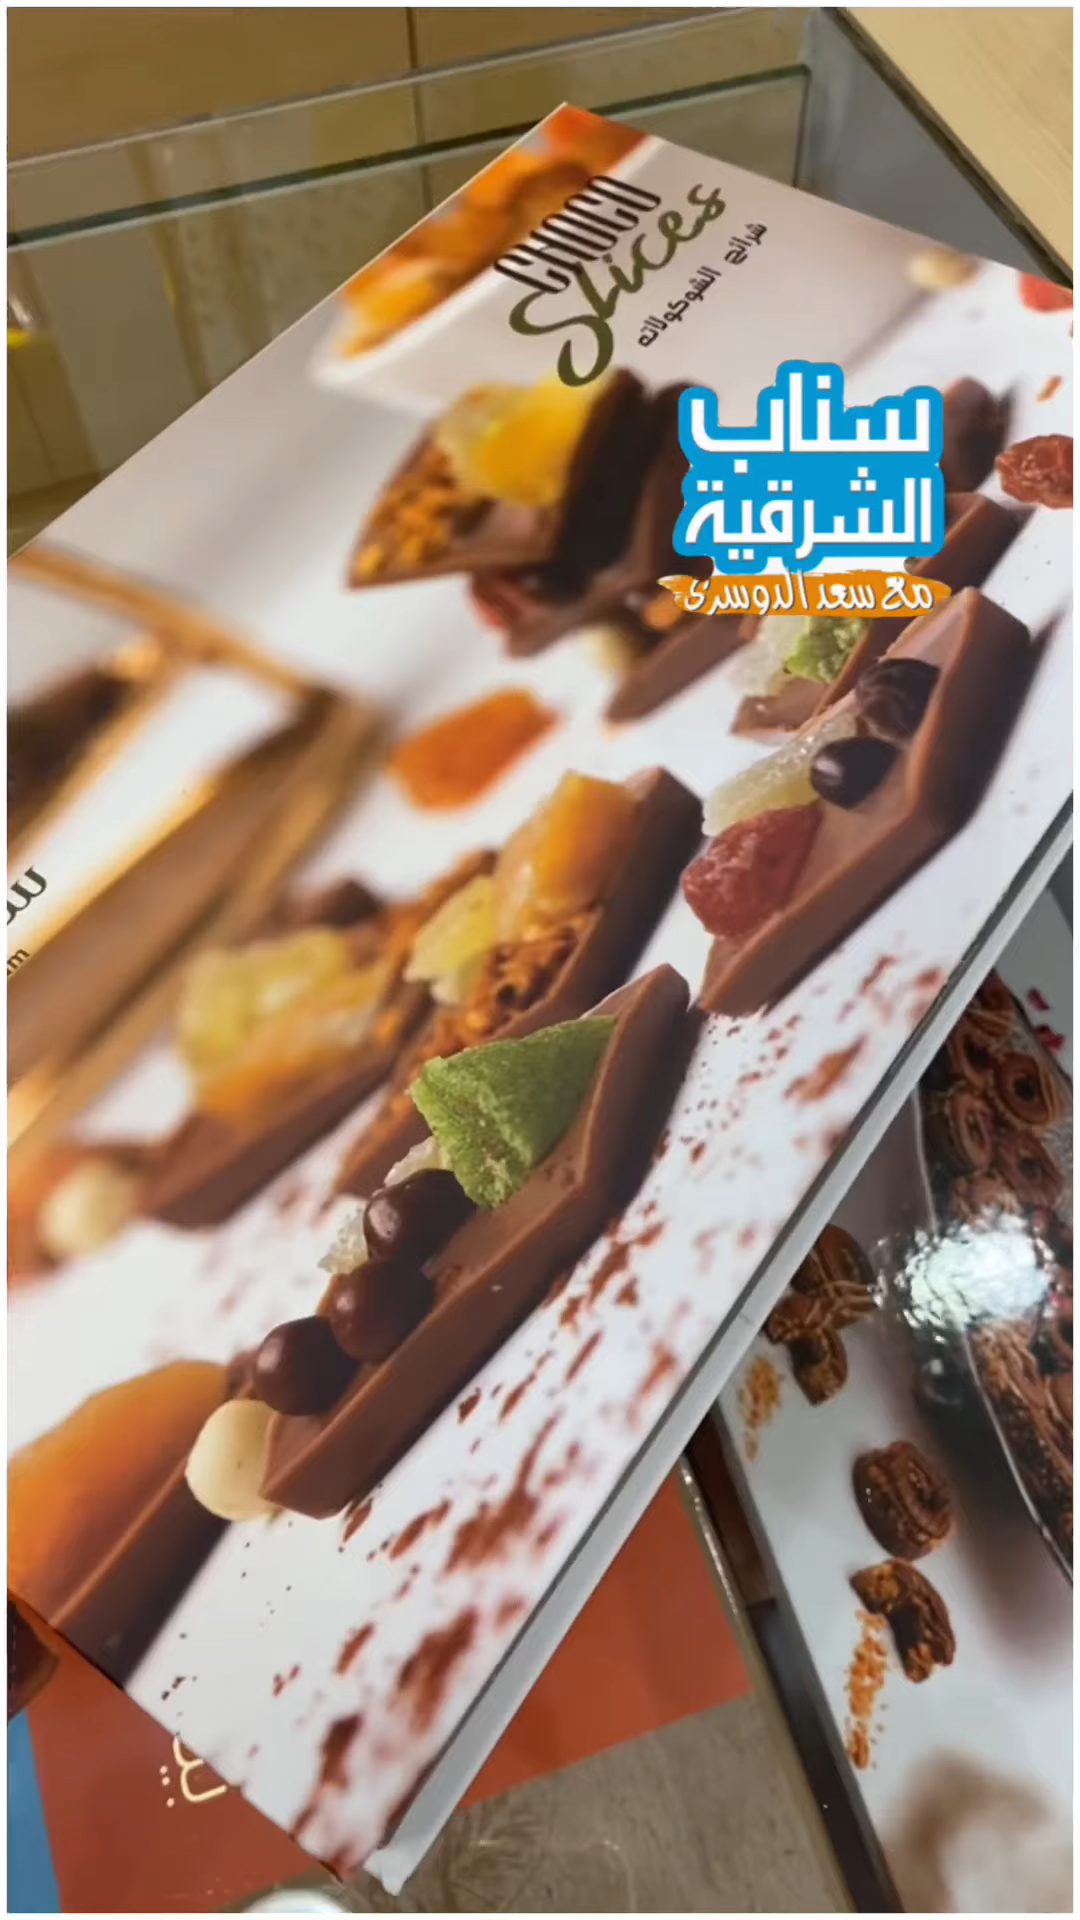 CHOCO
Slices
شرائح الشوكولاته
سناب
الشرقية
مع سعد الدوسري